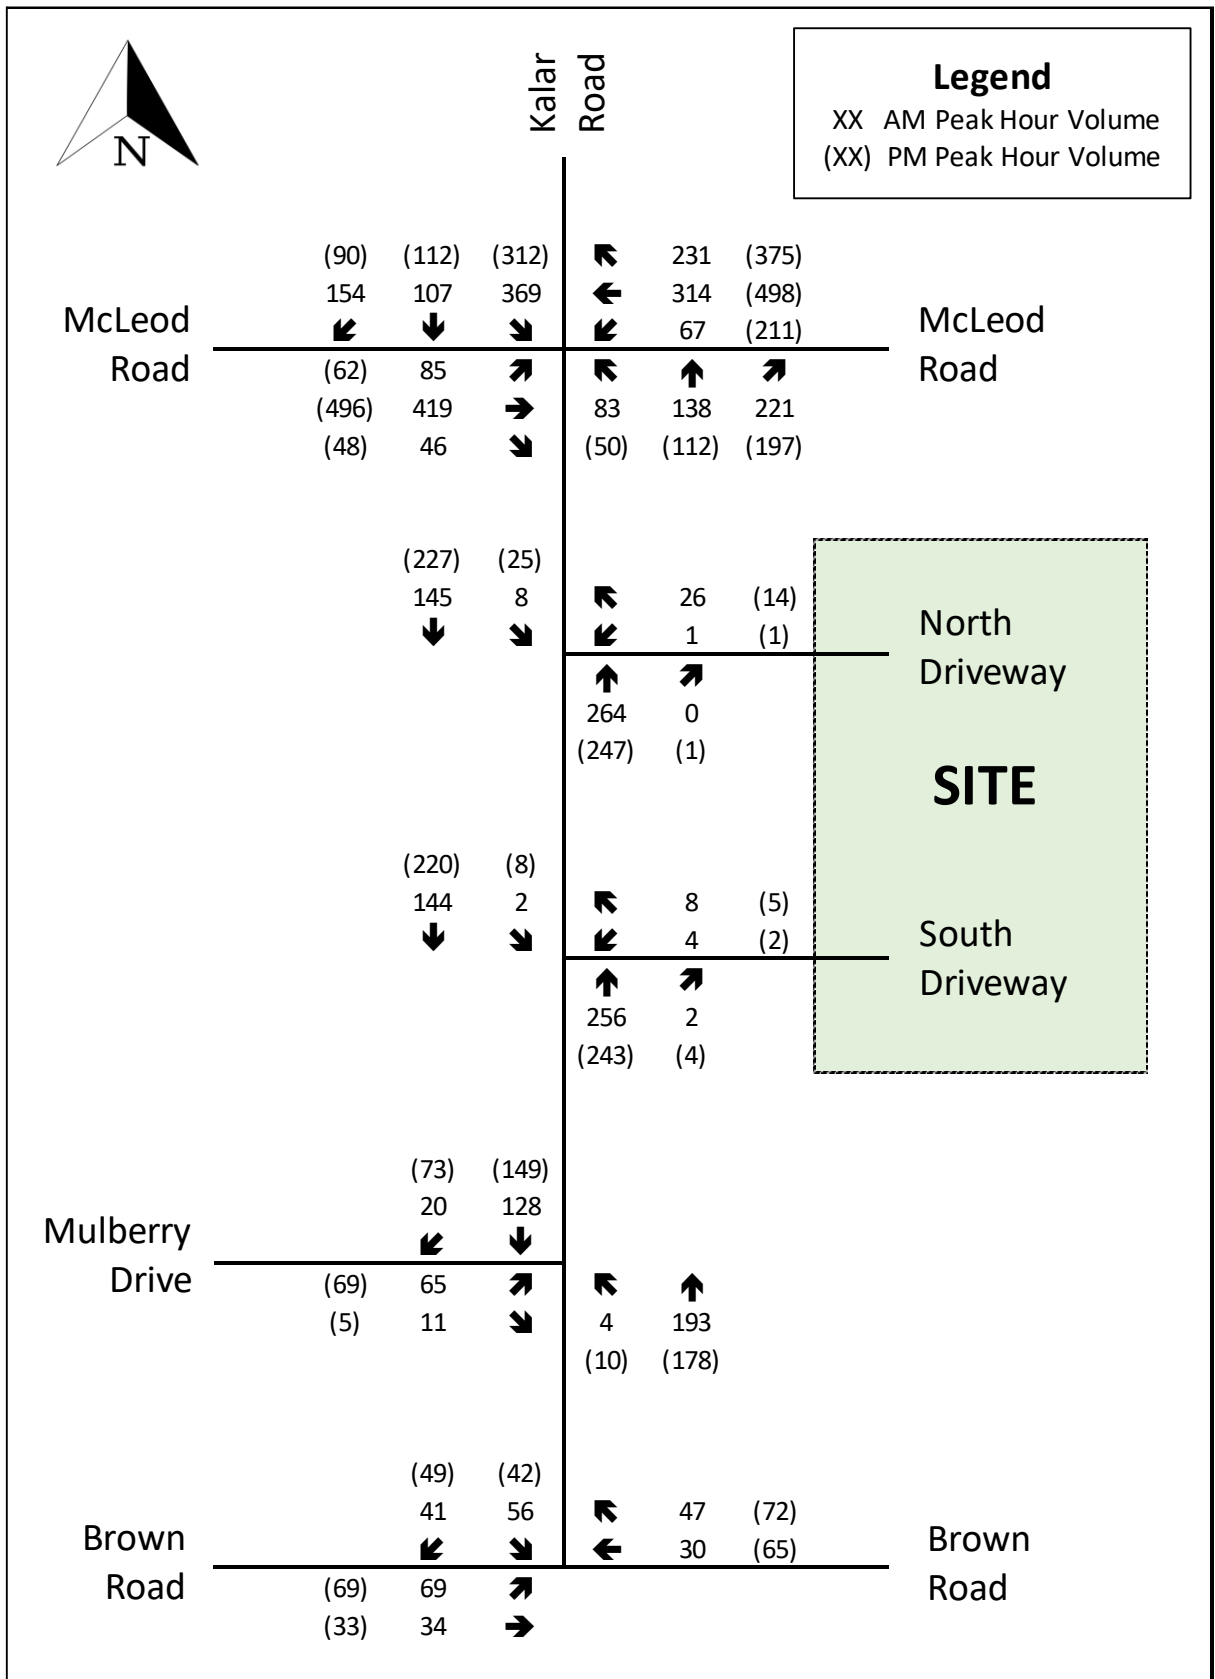 Kalar
Road
Legend
XX AM Peak Hour Volume
(XX) PM Peak Hour Volume
N
(90) (112) (312) 231 (375)
154 107 369 314 (498)
67 (211)
McLeod
Road
McLeod
Road
(62) 85
(496) 419 83 138 221
(48) 46 (50) (112) (197)
(227) (25)
145 8 26 (14)
1 (1)
North
Driveway
264 0
(247) (1)
SITE
(220) (8)
144 2 8 (5)
4 (2)
South
Driveway
256 2
(243) (4)
(73) (149)
20 128
Mulberry
Drive
(69) 65
(5) 11 4 193
(10) (178)
(49) (42)
41 56 47 (72)
30 (65)
Brown
Road
Brown
Road
(69) 69
(33) 34